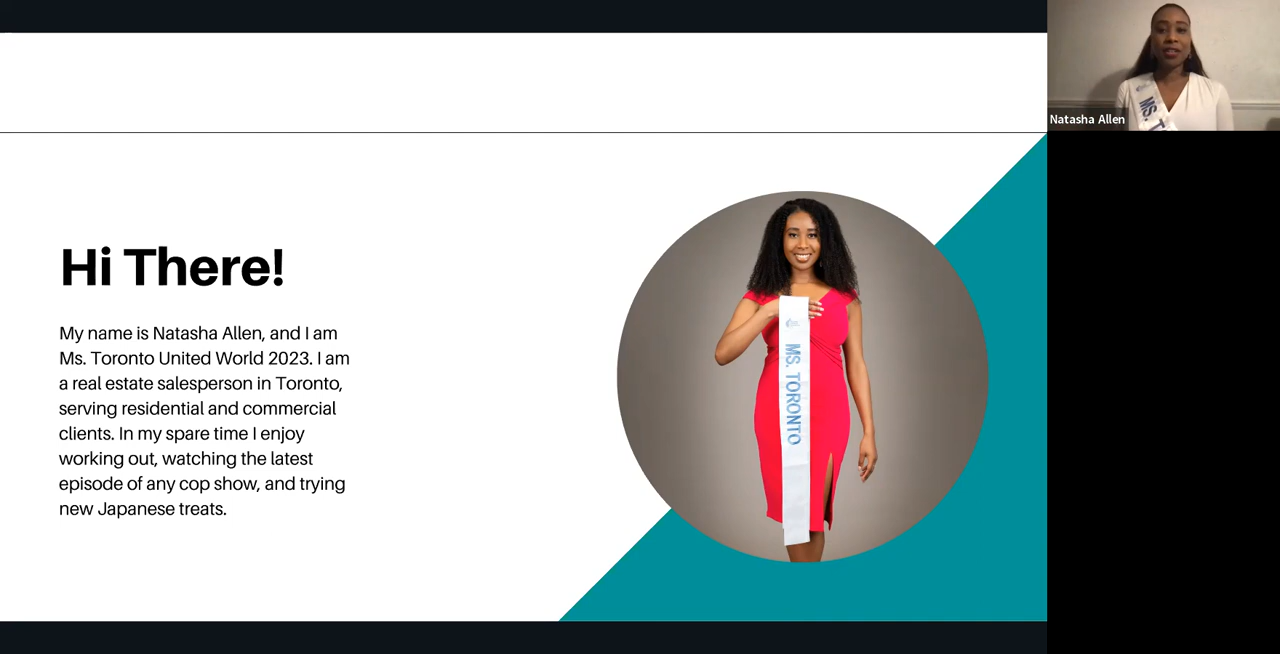 Natasha Allen
MS. T
Hi There!
My name is Natasha Allen, and I am
Ms. Toronto United World 2023. I am
a real estate salesperson in Toronto,
serving residential and commercial
clients. In my spare time I enjoy
working out, watching the latest
episode of any cop show, and trying
new Japanese treats.
MS. TORONTO